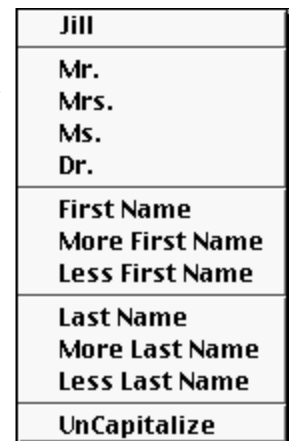 Jill
Mr.
Mrs.
Ms.
Dr.
First Name
More First Name
Less First Name
Last Name
More Last Name
Less Last Name
UnCapitalize